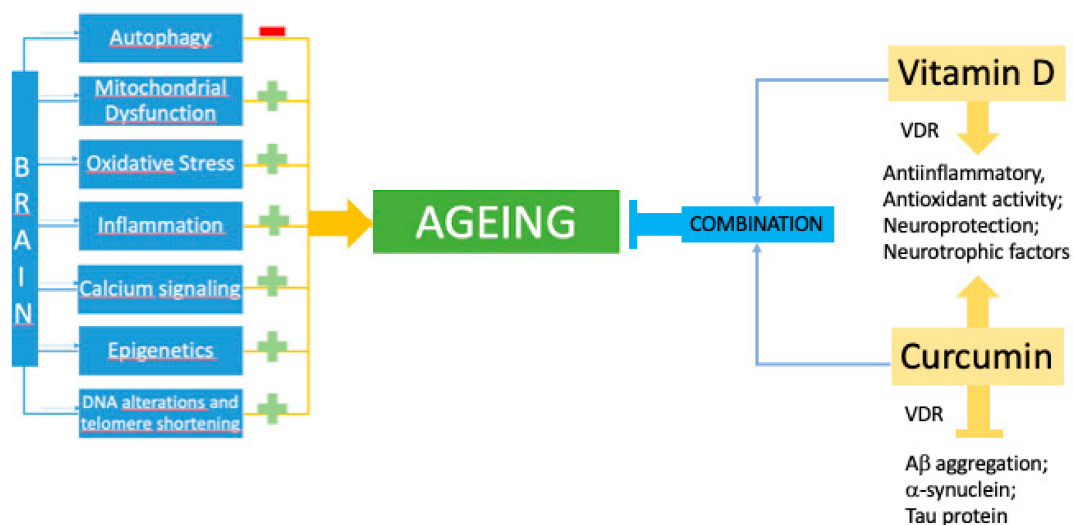 BRAIN
Autophagy
Mitochondrial
Dysfunction
Oxidative Stress
Inflammation
Calcium signaling
Epigenetics
DNA alterations and
telomere shortening
AGEING
COMBINATION
Vitamin D
VDR
Antiinflammatory,
Antioxidant activity;
Neuroprotection;
Neurotrophic factors
Curcumin
VDR
Aβ aggregation;
α-synuclein;
Tau protein